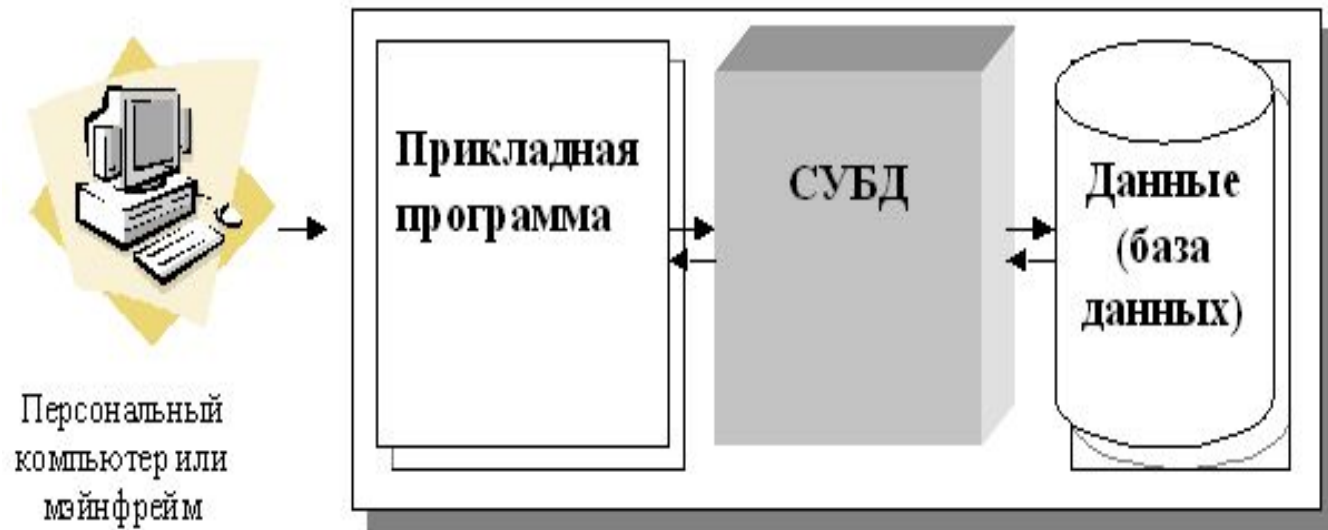 Прикладная
программа
СУБД
Данные
(база
данных)
Персональный
компьютер или
мэйнфрейм